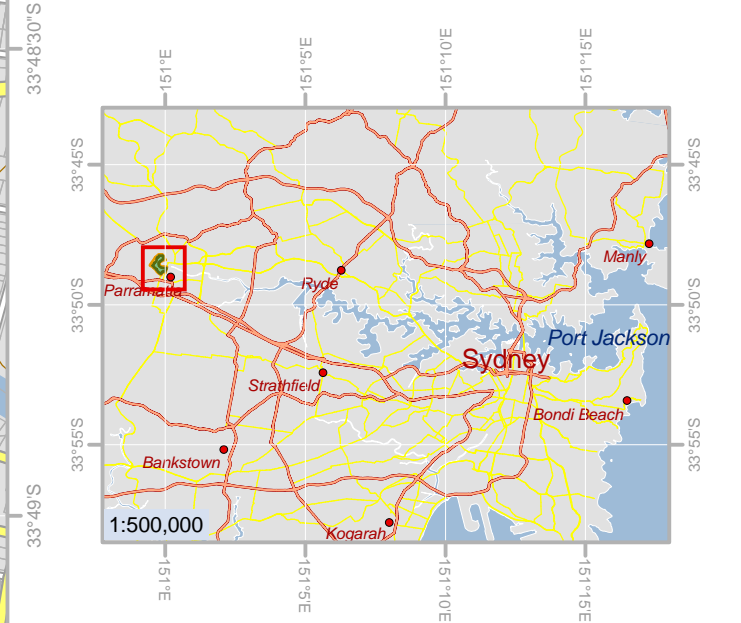 33°48'30"S
151°E
151°5'E
151°10'E
151°15'E
33°45'S
33°45'S
Manly
Ryde
Parramatta
33°50'S
Port Jackson
Sydney
Strathfield
Bondi Beach
33°55'S
33°55'S
Bankstown
33°49'S
1:500,000
Kogarah
151°E
151°5'E
151°10'E
151°15'E
33°50'S